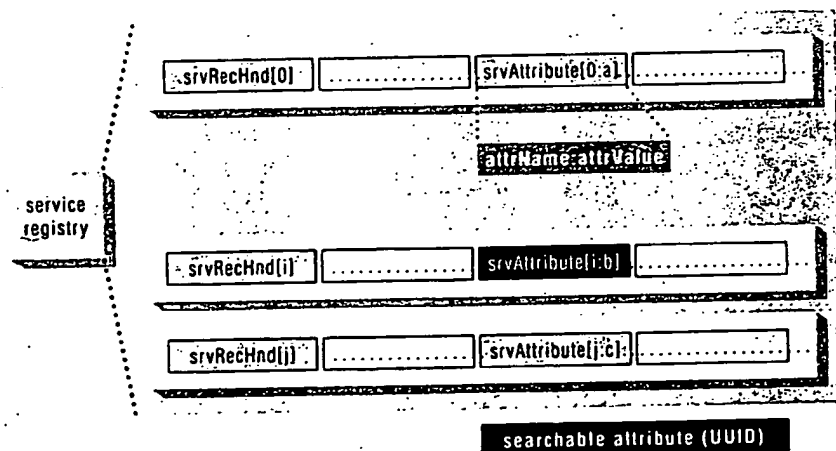 srvRecHnd[0] ................ srvAttribute[0:a] ................
attrName:attrValue
service
registry
srvRecHnd[i] ................ srvAttribute[i:b] ................
srvRecHnd[j] ................ srvAttribute[j:c] ................
searchable attribute (UUID)